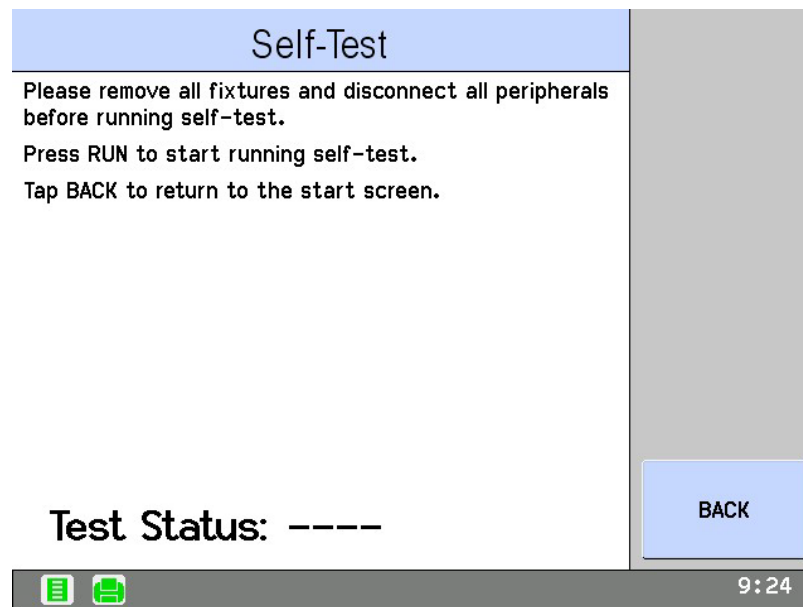 Self-Test
Please remove all fixtures and disconnect all peripherals
before running self-test.
Press RUN to start running self-test.
Tap BACK to return to the start screen.
Test Status: ----
BACK
9:24